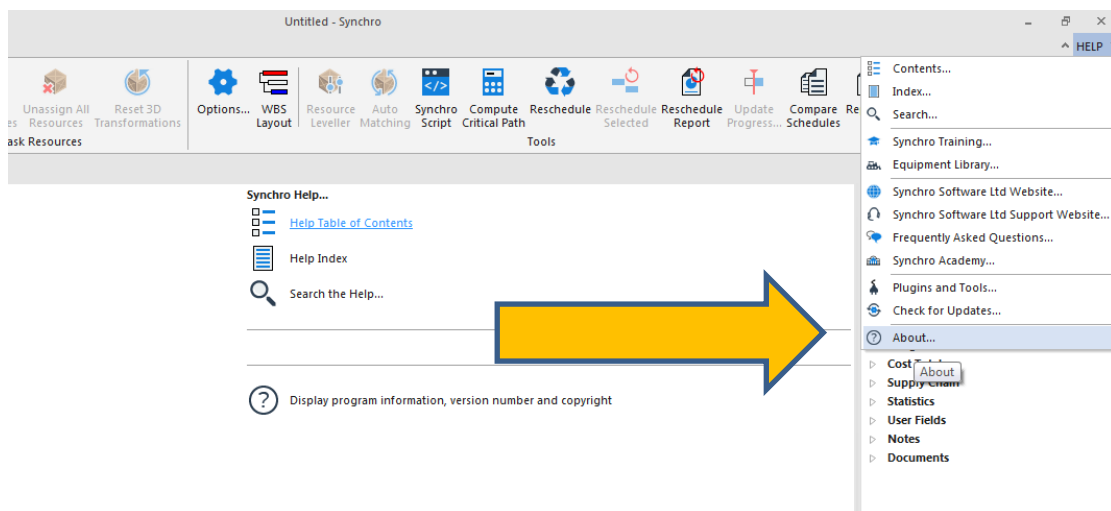 Untitled - Synchro
HELP
Unassign All Reset 3D Options... WBS Resource Auto Synchro Compute Reschedule Reschedule Reschedule Update Compare Re
es Resources Transformations Layout Leveller Matching Script Critical Path Selected Report Progress... Schedules
ask Resources Tools
Contents...
Index...
Search...
Synchro Training...
Equipment Library...
Synchro Software Ltd Website...
Synchro Software Ltd Support Website...
Frequently Asked Questions...
Synchro Academy...
Plugins and Tools...
Check for Updates...
About...
About
Synchro Help...
Help Table of Contents
Help Index
Search the Help...
Display program information, version number and copyright
Supply Chain
Statistics
User Fields
Notes
Documents